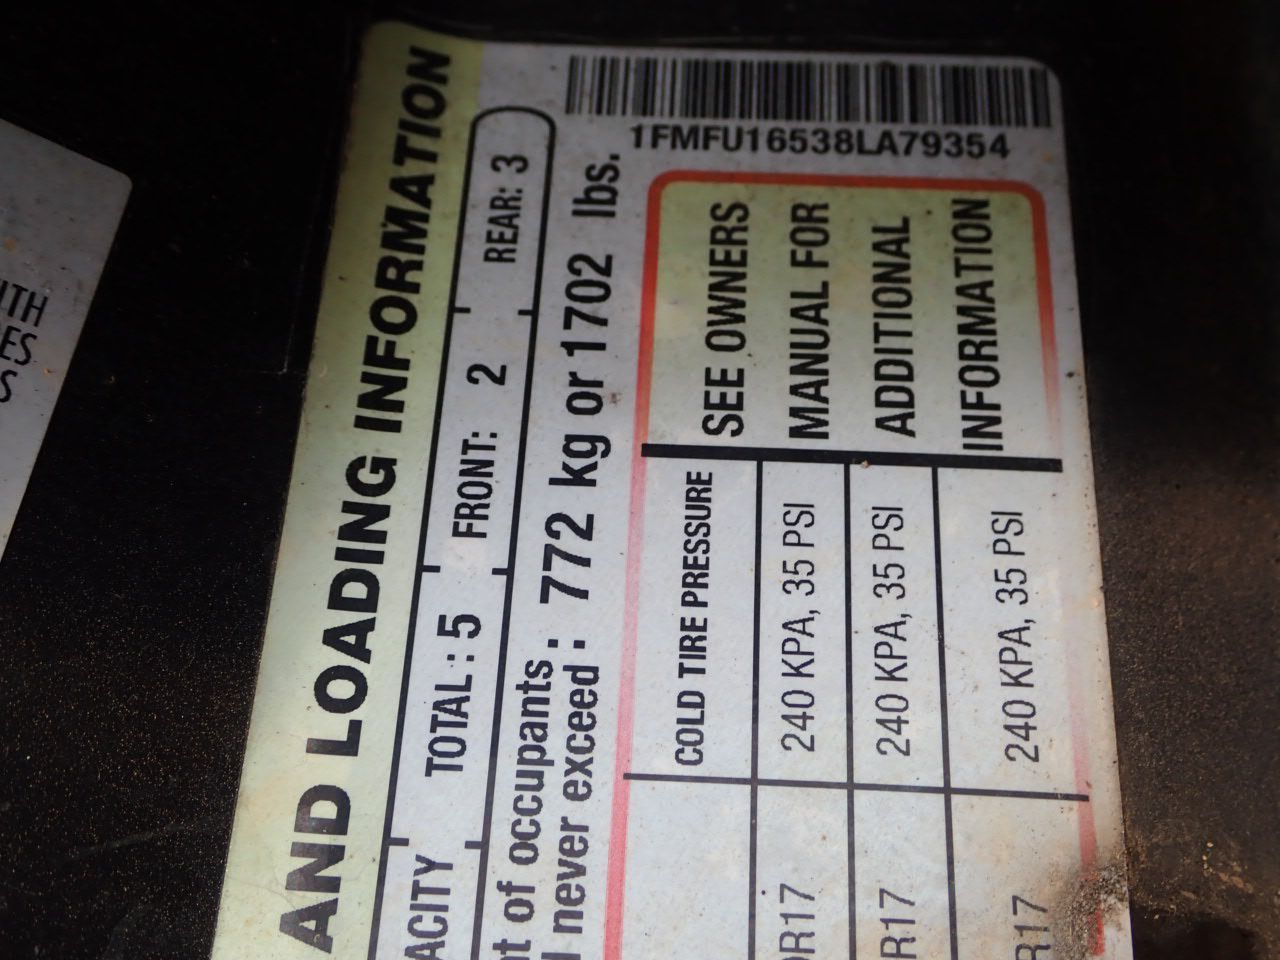 1FMFU16538LA79354
AND LOADING INFORMATION
ACITY TOTAL : 5 FRONT: 2 REAR: 3
t of occupants :
never exceed : 772 kg or 1702 lbs.
COLD TIRE PRESSURE
240 KPA, 35 PSI
R17 240 KPA, 35 PSI
R17 240 KPA, 35 PSI
R17
SEE OWNERS
MANUAL FOR
ADDITIONAL
INFORMATION
ITH
ES
S